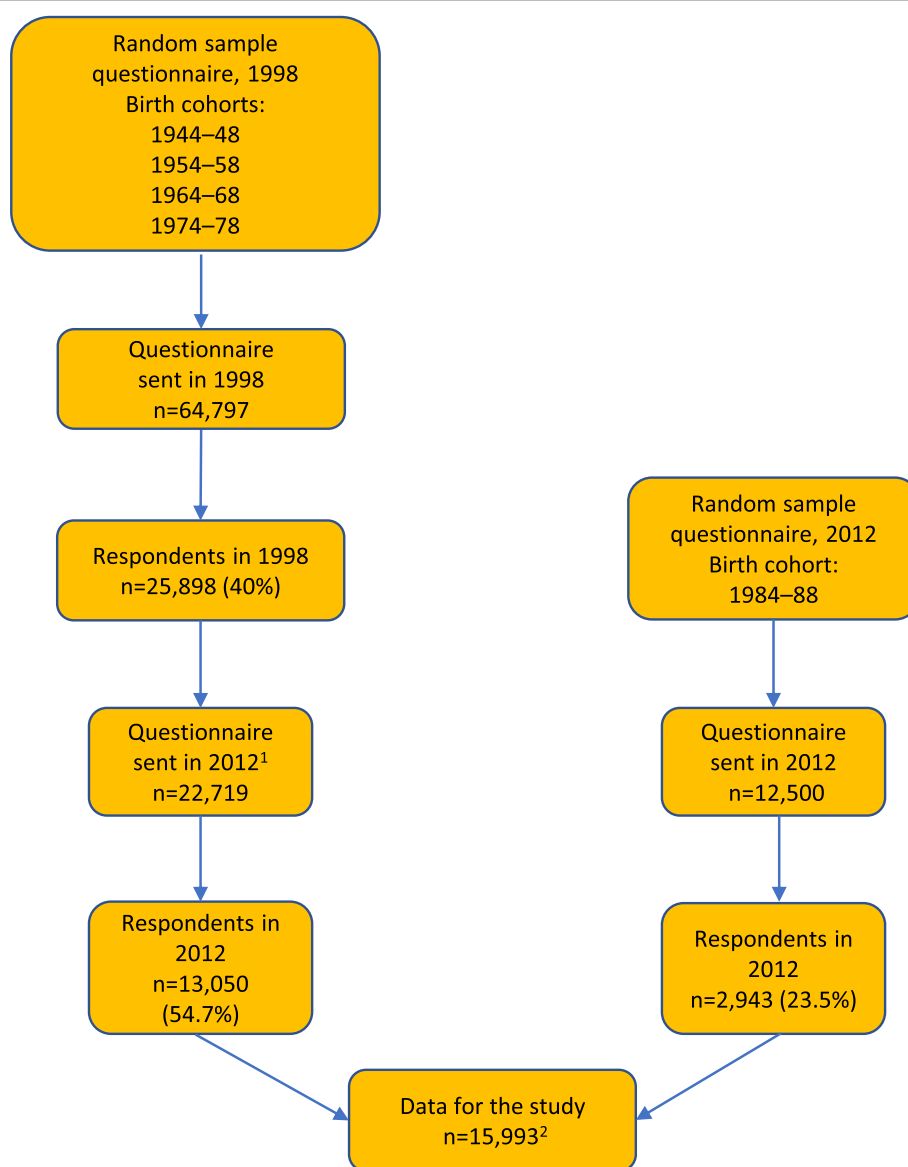 Random sample
questionnaire, 1998
Birth cohorts:
1944–48
1954–58
1964–68
1974–78
Questionnaire
sent in 1998
n=64,797
Respondents in 1998
n=25,898 (40%)
Questionnaire
sent in 2012¹
n=22,719
Respondents in
2012
n=13,050
(54.7%)
Random sample
questionnaire, 2012
Birth cohort:
1984–88
Questionnaire
sent in 2012
n=12,500
Respondents in
2012
n=2,943 (23.5%)
Data for the study
n=15,993²